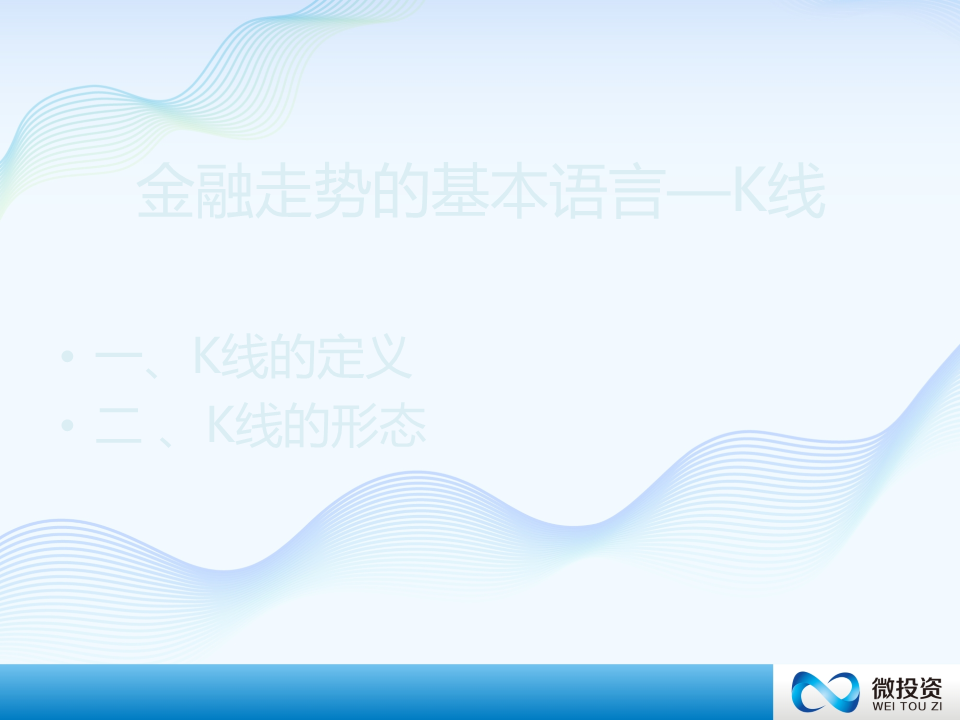 金融走势的基本语言—K线
• 一、K线的定义
• 二 、K线的形态
微投资
WEI TOU ZI